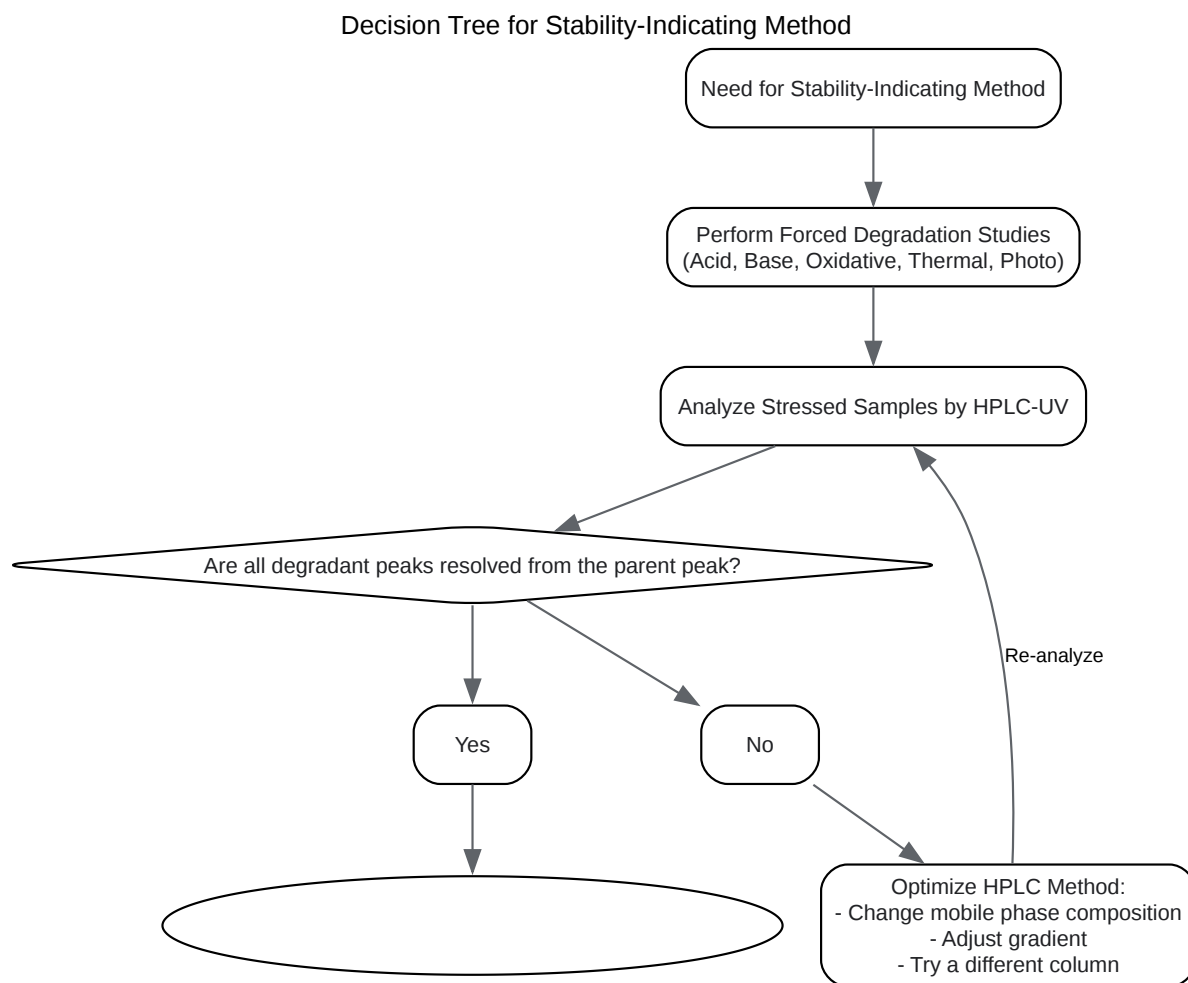 Decision Tree for Stability-Indicating Method
Need for Stability-Indicating Method
Perform Forced Degradation Studies
(Acid, Base, Oxidative, Thermal, Photo)
Analyze Stressed Samples by HPLC-UV
Are all degradant peaks resolved from the parent peak?
Re-analyze
Yes
No
Optimize HPLC Method:
- Change mobile phase composition
- Adjust gradient
- Try a different column